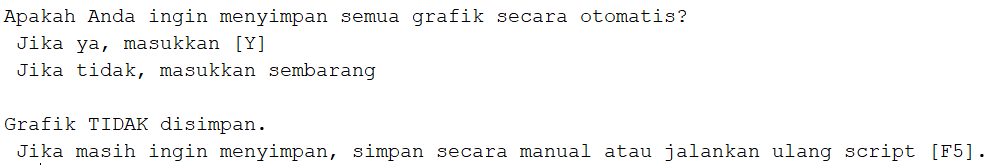 Apakah Anda ingin menyimpan semua grafik secara otomatis?
Jika ya, masukkan [Y]
Jika tidak, masukkan sembarang
Grafik TIDAK disimpan.
Jika masih ingin menyimpan, simpan secara manual atau jalankan ulang script [F5].